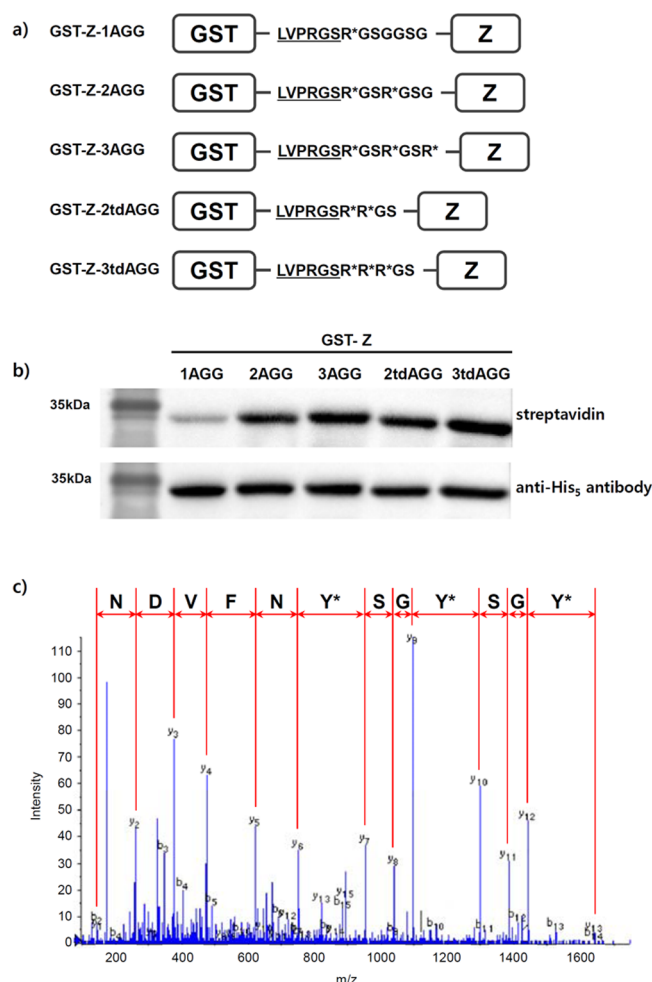 a)
GST-Z-1AGG GST LVPRGSR*GSGGSG Z
GST-Z-2AGG GST LVPRGSR*GSR*GSG Z
GST-Z-3AGG GST LVPRGSR*GSR*GSR* Z
GST-Z-2tdAGG GST LVPRGSR*R*GS Z
GST-Z-3tdAGG GST LVPRGSR*R*R*GS Z
GST- Z
b)
1AGG 2AGG 3AGG 2tdAGG 3tdAGG
35kDa
streptavidin
35kDa
anti-His₅ antibody
c)
N D V F N Y* S G Y* S G Y*
110
100
90
80
70
60
50
40
30
20
10
0
Intensity
y₉
y₃
y₄
y₁₀
y₂
y₅
y₁₂
y₇
y₆
b₃
y₁₁
y₈
b₄
b₅
y₁₃
y₁₅
b₁₅
b₂
200 400 600 800 1000 1200 1400 1600
m/z